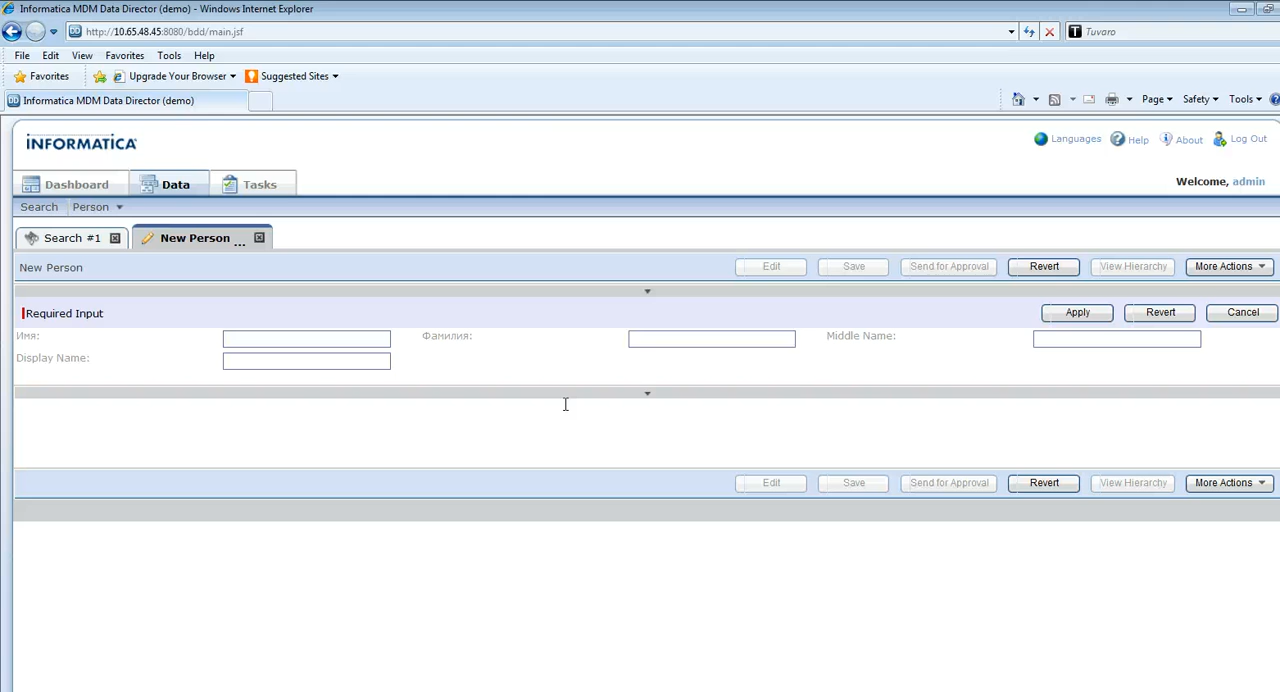 Informatica MDM Data Director (demo) - Windows Internet Explorer
http://10.65.48.45:8080/bdd/main.jsf
Tuvaro
File Edit View Favorites Tools Help
Favorites Upgrade Your Browser Suggested Sites
Informatica MDM Data Director (demo)
Page Safety Tools
INFORMATICA
Languages Help About Log Out
Dashboard Data Tasks
Welcome, admin
Search Person
Search #1 New Person ...
New Person Edit Save Send for Approval Revert View Hierarchy More Actions
Required Input Apply Revert Cancel
Имя: Фамилия: Middle Name:
Display Name:
Edit Save Send for Approval Revert View Hierarchy More Actions